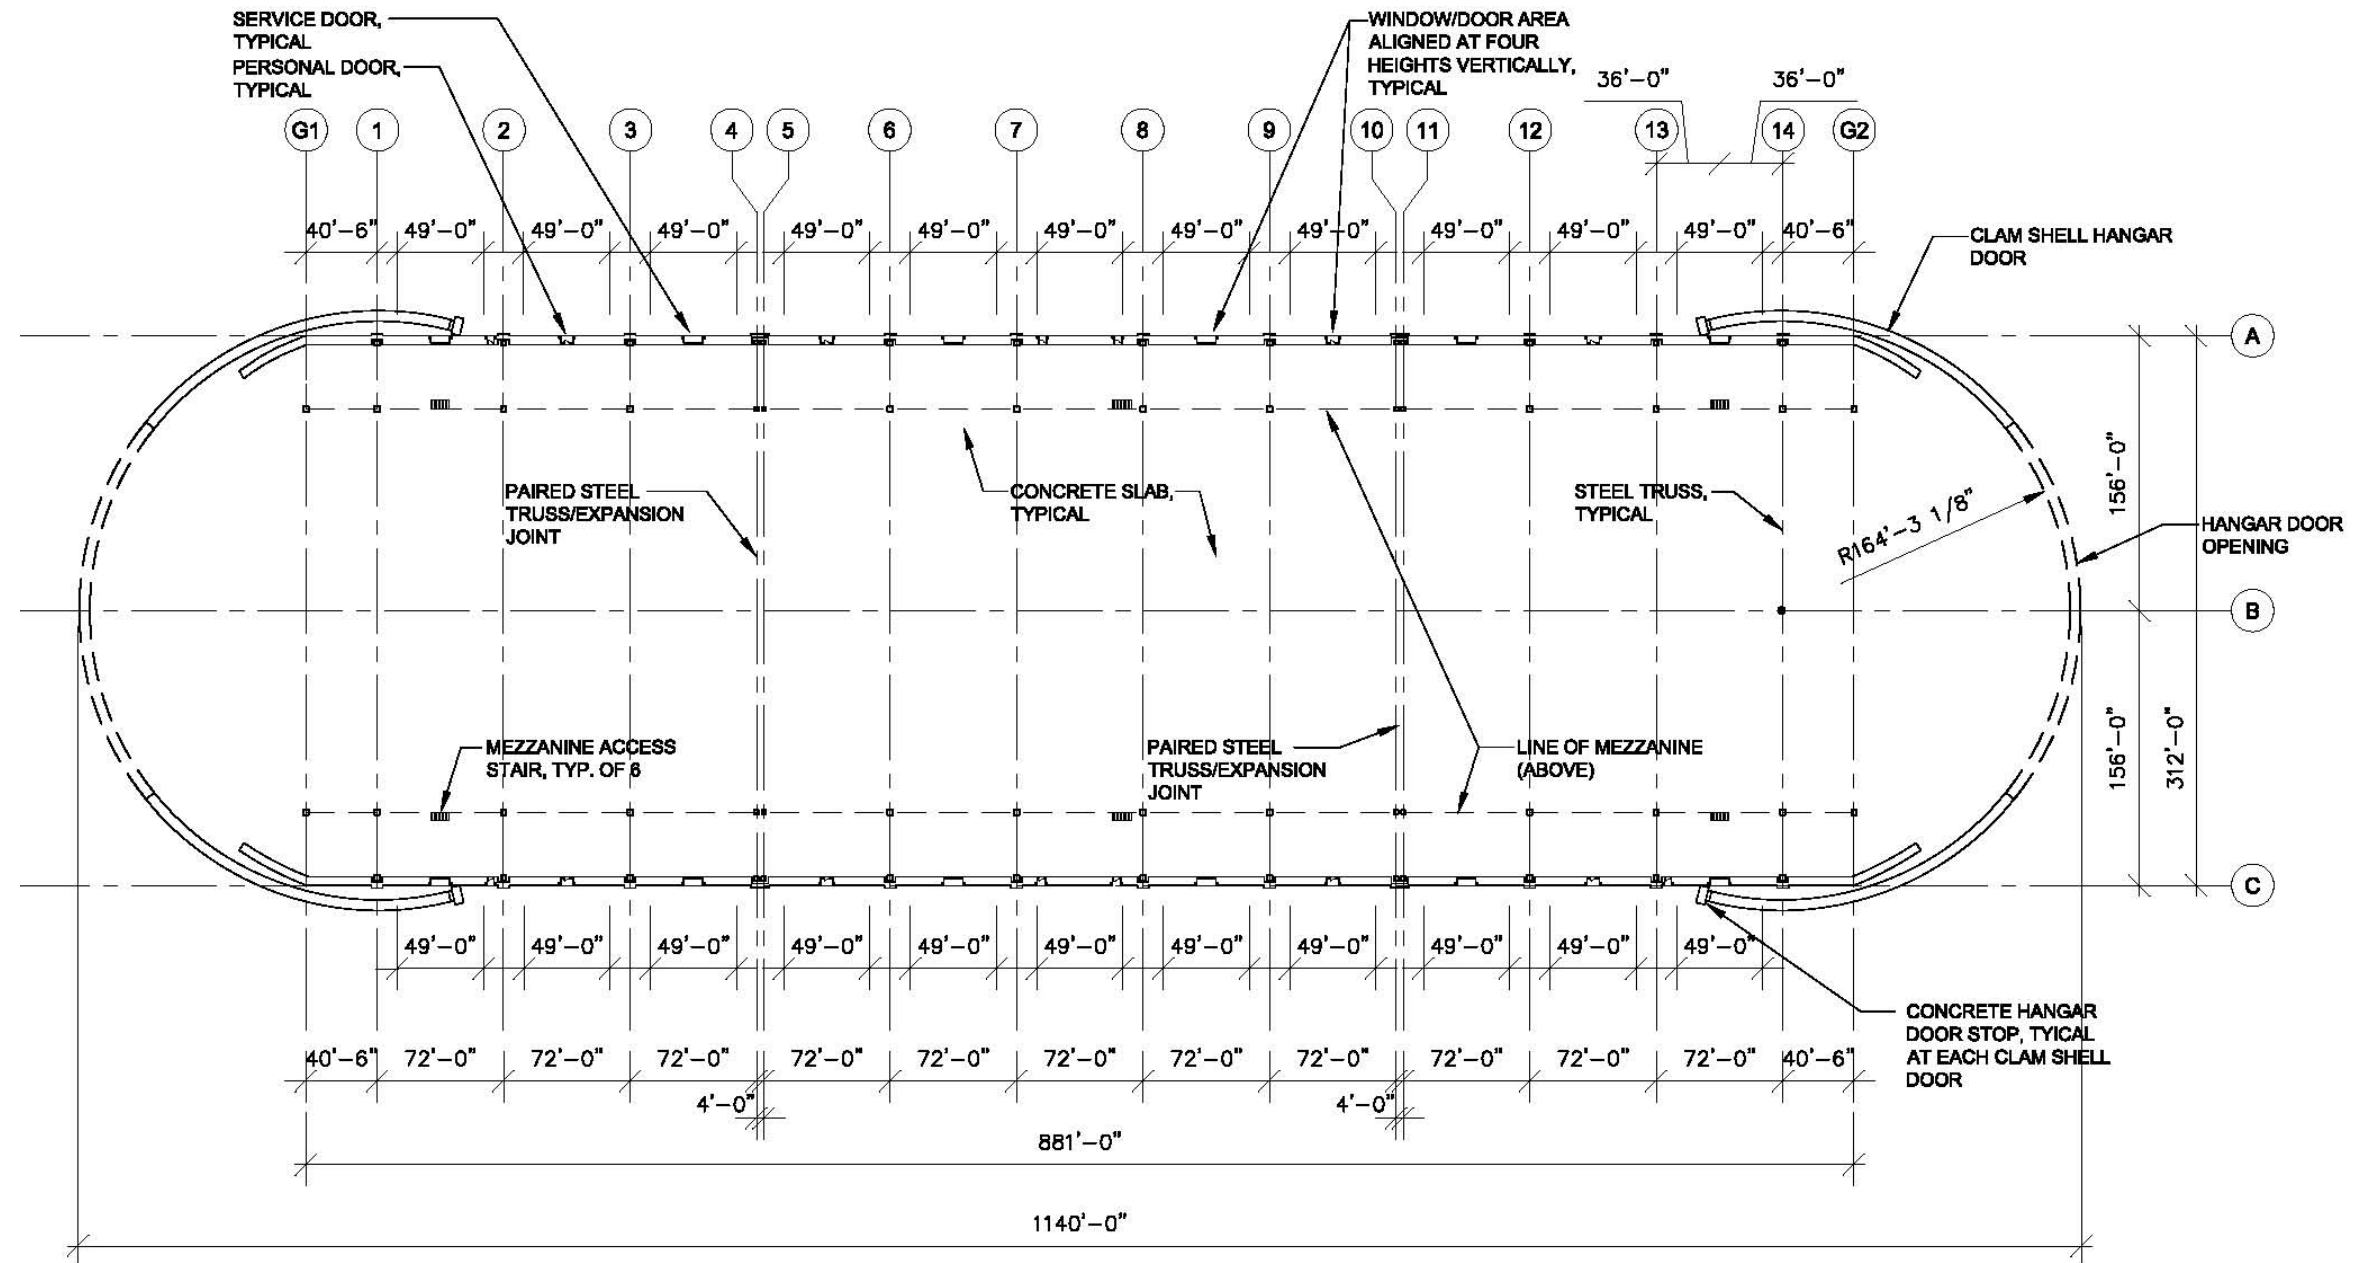 SERVICE DOOR,
TYPICAL
PERSONAL DOOR,
TYPICAL
WINDOW/DOOR AREA
ALIGNED AT FOUR
HEIGHTS VERTICALLY,
TYPICAL
36'-0" 36'-0"
G1 1 2 3 4 5 6 7 8 9 10 11 12 13 14 G2
40'-6" 49'-0" 49'-0" 49'-0" 49'-0" 49'-0" 49'-0" 49'-0" 49'-0" 49'-0" 49'-0" 49'-0" 40'-6"
CLAM SHELL HANGAR
DOOR
A
PAIRED STEEL
TRUSS/EXPANSION
JOINT
CONCRETE SLAB,
TYPICAL
STEEL TRUSS,
TYPICAL
R164'-3 1/8"
156'-0"
HANGAR DOOR
OPENING
B
MEZZANINE ACCESS
STAIR, TYP. OF 6
PAIRED STEEL
TRUSS/EXPANSION
JOINT
LINE OF MEZZANINE
(ABOVE)
156'-0"
312'-0"
C
49'-0" 49'-0" 49'-0" 49'-0" 49'-0" 49'-0" 49'-0" 49'-0" 49'-0" 49'-0" 49'-0"
CONCRETE HANGAR
DOOR STOP, TYICAL
AT EACH CLAM SHELL
DOOR
40'-6" 72'-0" 72'-0" 72'-0" 72'-0" 72'-0" 72'-0" 72'-0" 72'-0" 72'-0" 72'-0" 72'-0" 40'-6"
4'-0" 4'-0"
881'-0"
1140'-0"